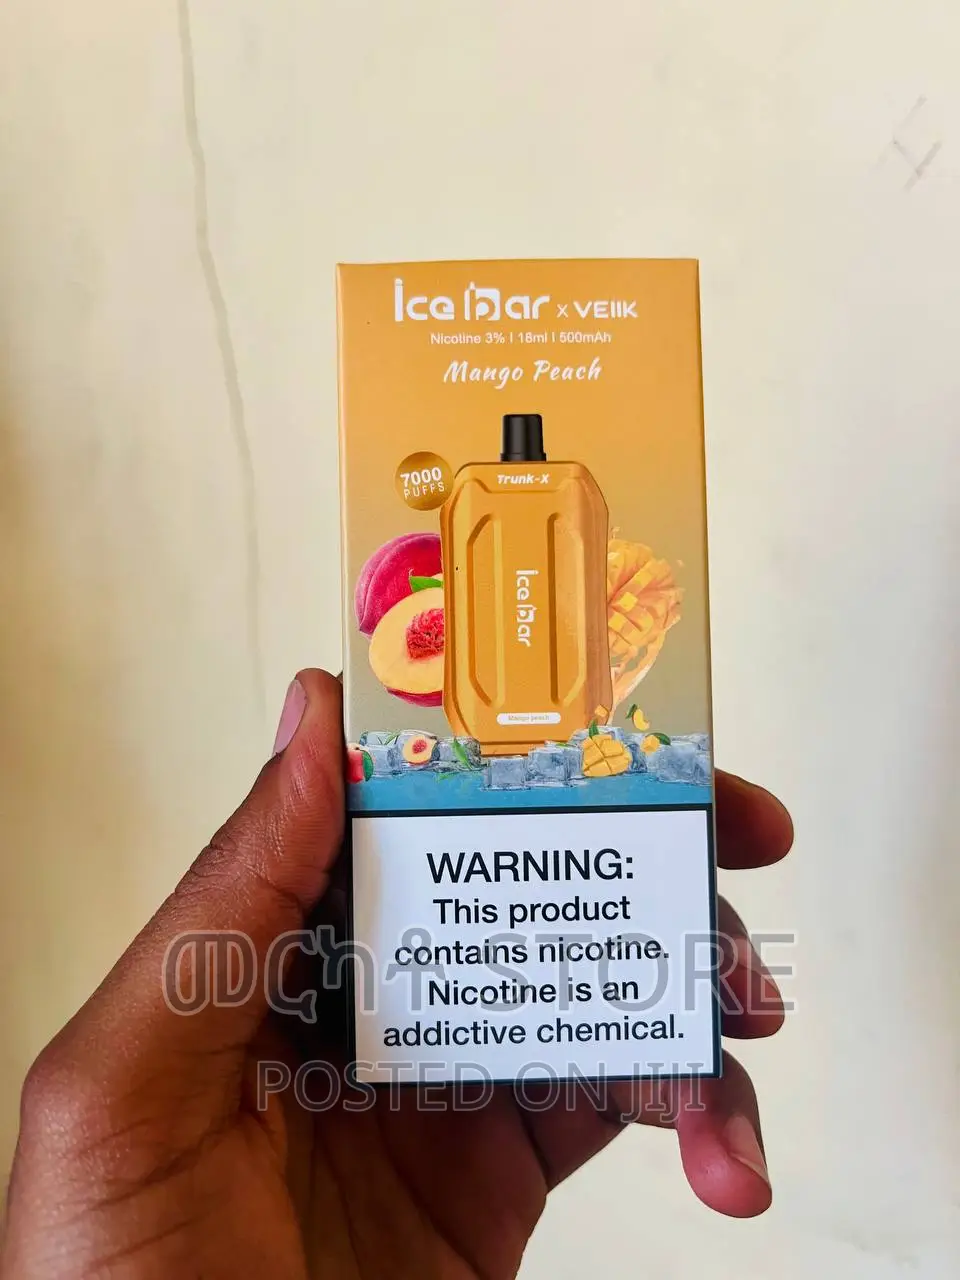 ice bar x VEIIK
Nicotine 3% | 18ml | 500mAh
Mango Peach
7000
PUFFS
Trunk-X
ice bar
Mango peach
WARNING:
This product
contains nicotine.
Nicotine is an
addictive chemical.
መርካቶ STORE
POSTED ON JIJI